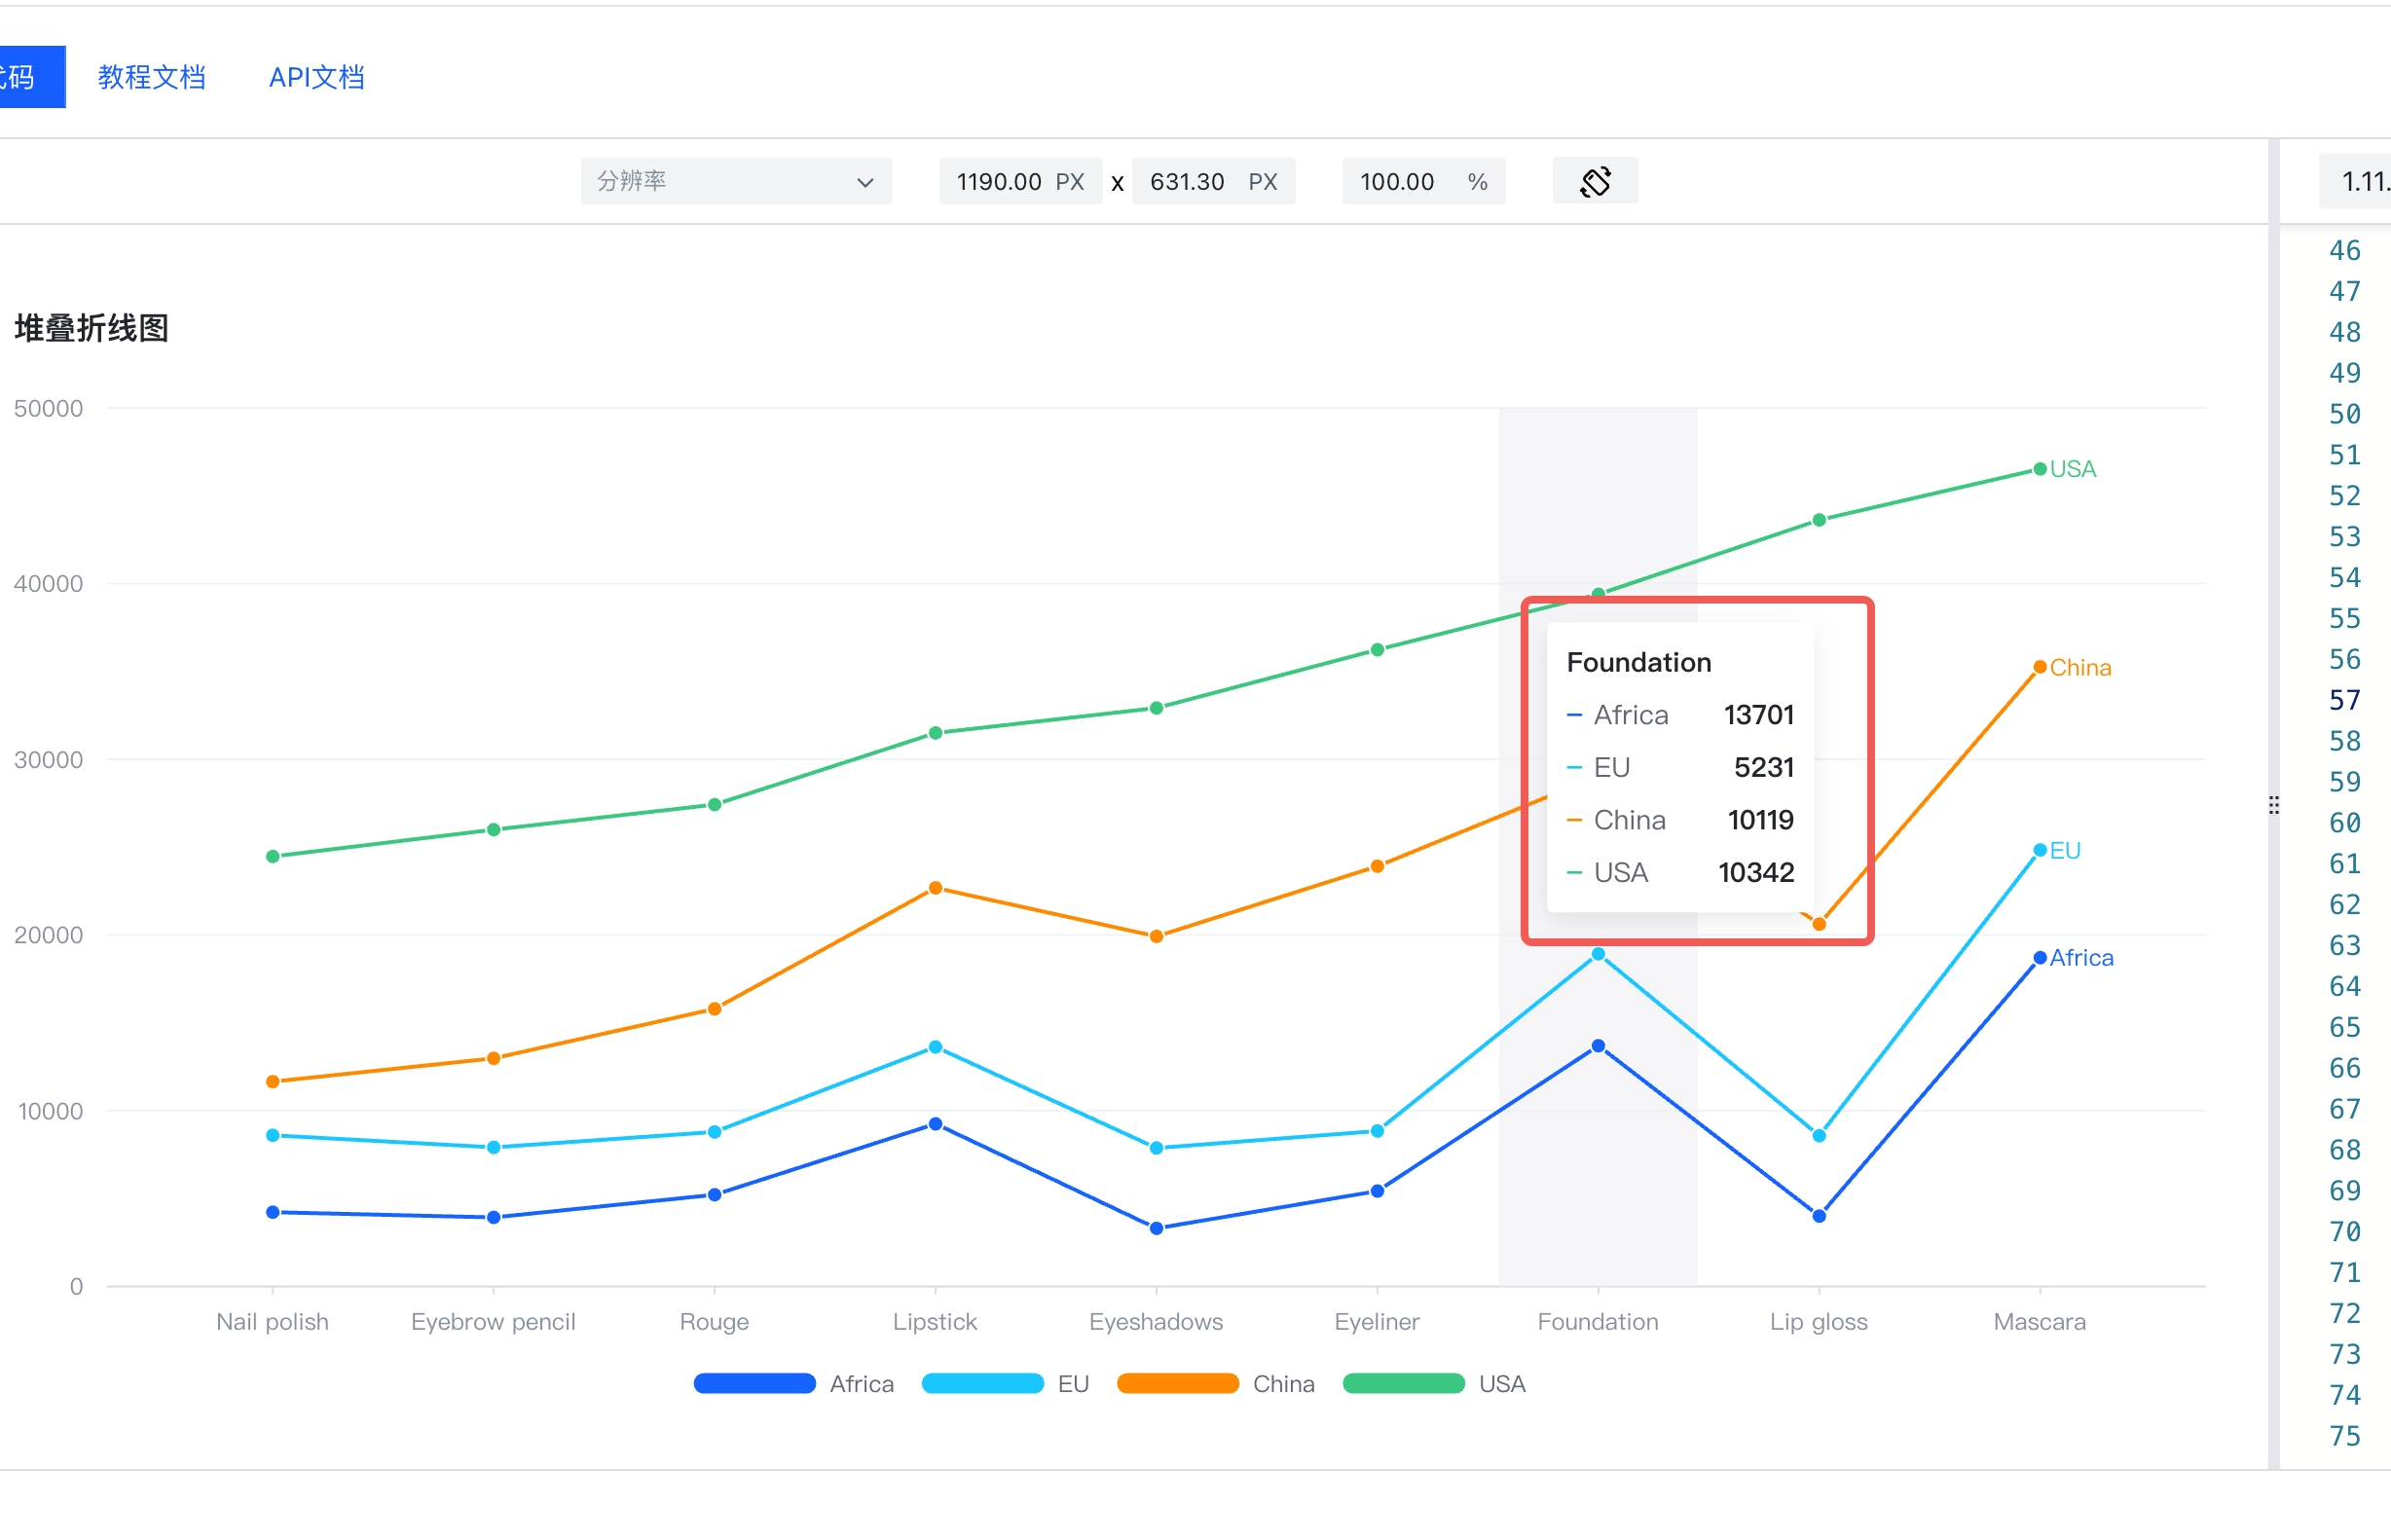 码 教程文档 API文档
分辨率 1190.00 PX x 631.30 PX 100.00 % 1.11.
堆叠折线图
50000
40000
30000
20000
10000
0
USA
China
EU
Africa
Foundation
Africa 13701
EU 5231
China 10119
USA 10342
Nail polish Eyebrow pencil Rouge Lipstick Eyeshadows Eyeliner Foundation Lip gloss Mascara
Africa EU China USA
46
47
48
49
50
51
52
53
54
55
56
57
58
59
60
61
62
63
64
65
66
67
68
69
70
71
72
73
74
75